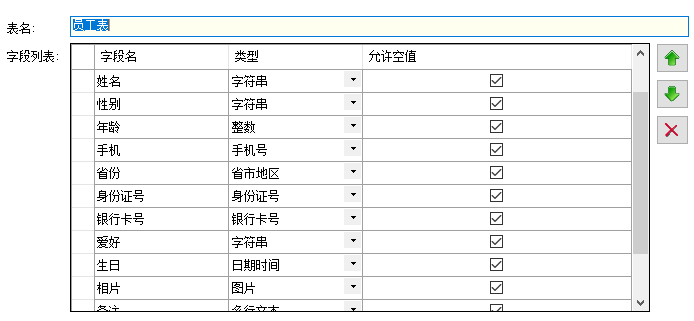 表名: 员工表
字段列表: 字段名 类型 允许空值
姓名 字符串
性别 字符串
年龄 整数
手机 手机号
省份 省市地区
身份证号 身份证号
银行卡号 银行卡号
爱好 字符串
生日 日期时间
相片 图片
备注 多行文本